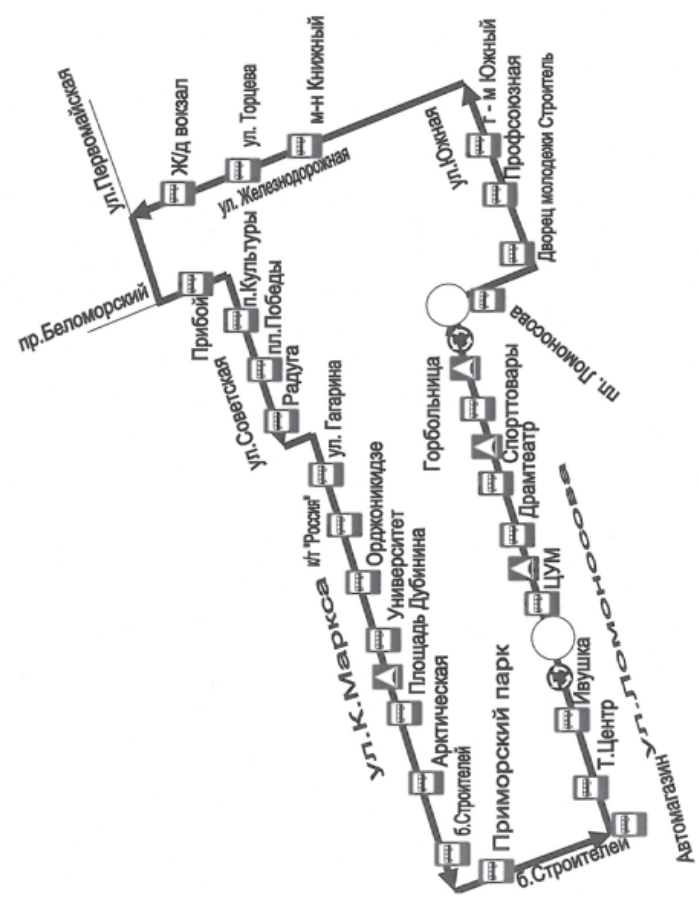 ул.Первомайская
пр.Беломорский
Ж/д вокзал
ул. Торцева
м-н Книжный
ул. Железнодорожная
ул.Южная
г - м Южный
Профсоюзная
Дворец молодежи Строитель
пл. Ломоносова
Прибой
п.Культуры
пл.Победы
Радуга
ул.Советская
ул. Гагарина
к/т "Россия"
Орджоникидзе
Университет
Площадь Дубинина
ул.К.Маркса
Арктическая
б.Строителей
Приморский парк
б.Строителей
Автомагазин
Т.Центр
Ивушка
ЦУМ
Драмтеатр
Спорттовары
Горбольница
ул.Ломоносова